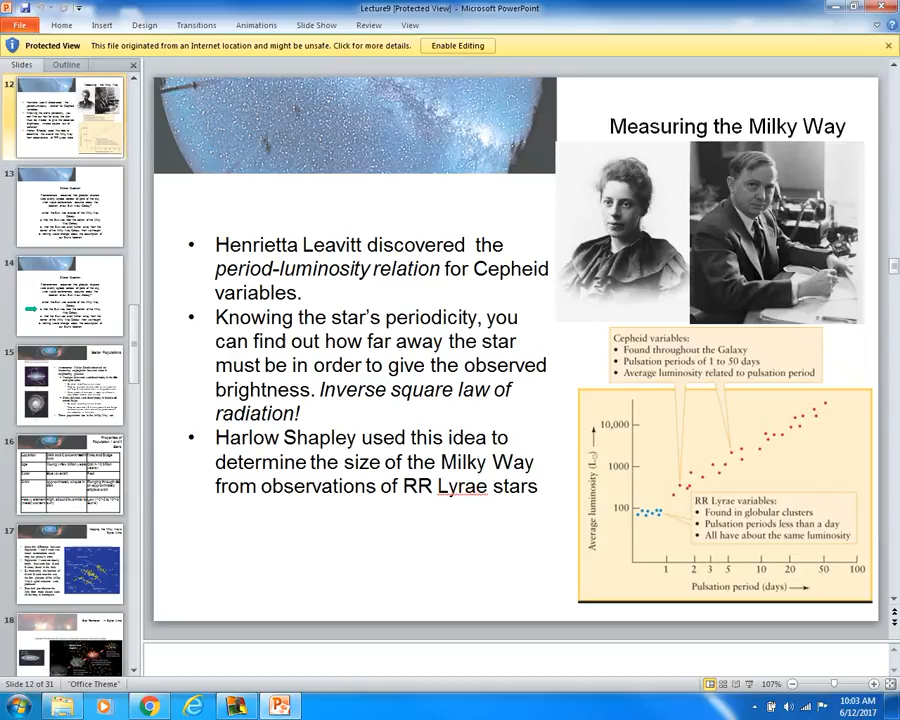 Lecture9 [Protected View] - Microsoft PowerPoint
File Home Insert Design Transitions Animations Slide Show Review View
Protected View This file originated from an Internet location and might be unsafe. Click for more details. Enable Editing
Slides Outline
12
13
14
15
16
17
18
Measuring the Milky Way
• Henrietta Leavitt discovered the
period-luminosity relation for Cepheid
variables.
• Knowing the star's periodicity, you
can find out how far away the star
must be in order to give the observed
brightness. Inverse square law of
radiation!
• Harlow Shapley used this idea to
determine the size of the Milky Way
from observations of RR Lyrae stars
Cepheid variables:
• Found throughout the Galaxy
• Pulsation periods of 1 to 50 days
• Average luminosity related to pulsation period
10,000
1000
100
Average luminosity (L☉)
RR Lyrae variables:
• Found in globular clusters
• Pulsation periods less than a day
• All have about the same luminosity
1 2 3 5 10 20 50 100
Pulsation period (days)
Slide 12 of 31 "Office Theme" 107%
10:03 AM
6/12/2017